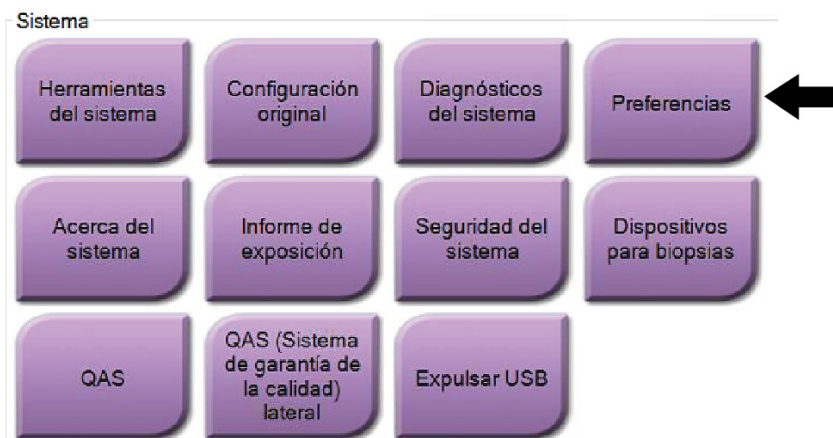 Sistema
Herramientas
del sistema
Configuración
original
Diagnósticos
del sistema
Preferencias
Acerca del
sistema
Informe de
exposición
Seguridad del
sistema
Dispositivos
para biopsias
QAS
QAS (Sistema
de garantía de
la calidad)
lateral
Expulsar USB